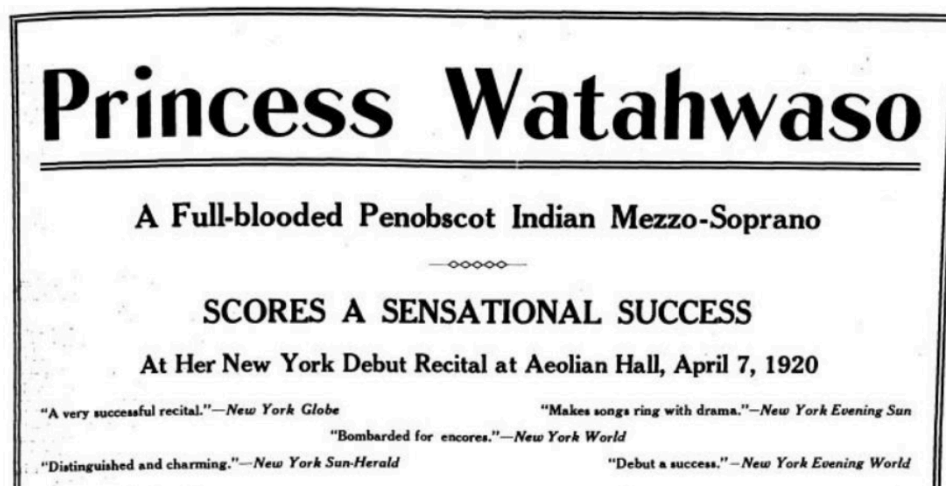 Princess Watahwaso
A Full-blooded Penobscot Indian Mezzo-Soprano
SCORES A SENSATIONAL SUCCESS
At Her New York Debut Recital at Aeolian Hall, April 7, 1920
"A very successful recital."—New York Globe
"Makes songs ring with drama."—New York Evening Sun
"Bombarded for encores."—New York World
"Distinguished and charming."—New York Sun-Herald
"Debut a success."—New York Evening World